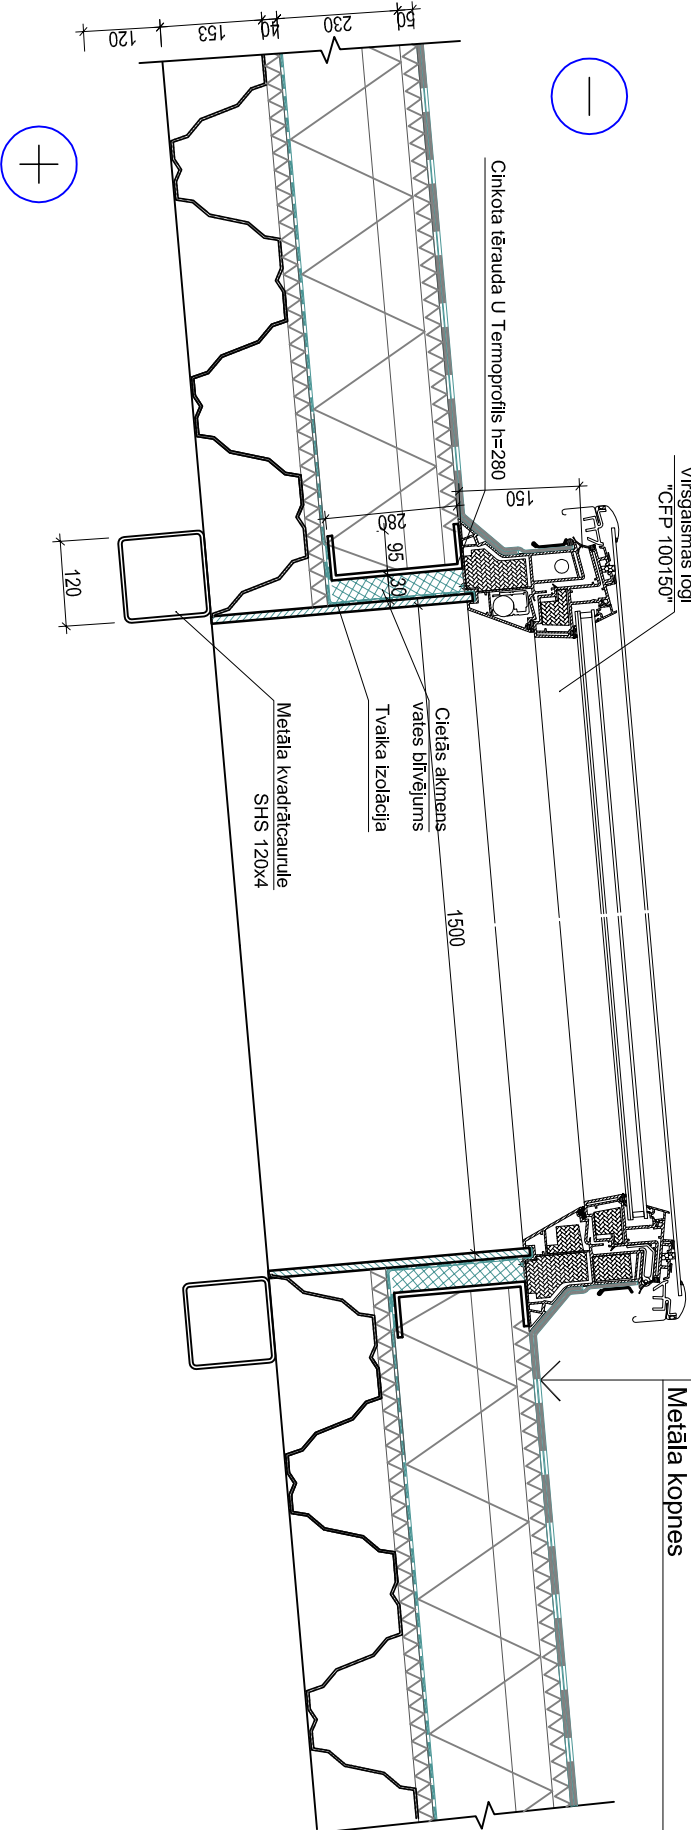 120
153
40
230
50
Cinkota tērauda U Termoprofils h=280
150
Virsgaismas logi
"CFP 100150"
280
95
30
120
Cietās akmens
vates blīvējums
Tvaika izolācija
Metāla kvadrātcaurule
SHS 120x4
1500
Metāla kopnes